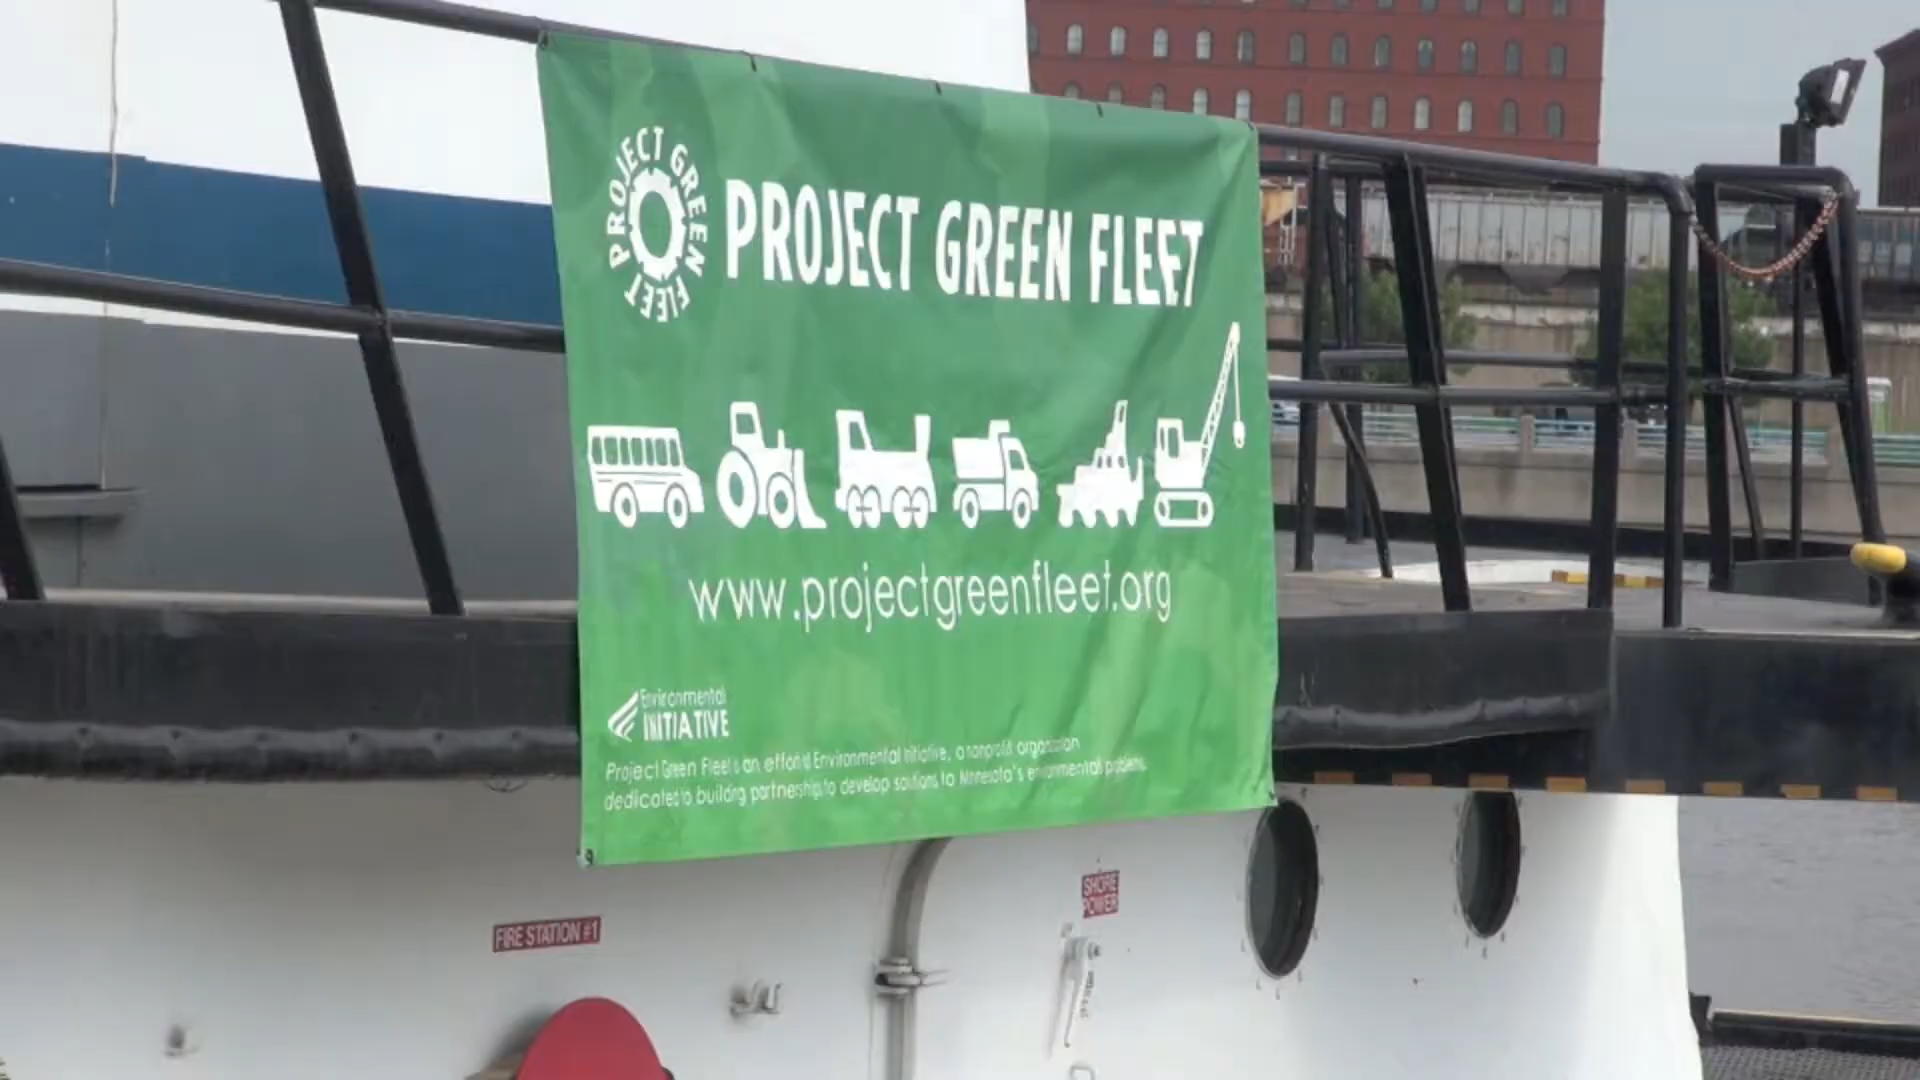 PROJECT GREEN FLEET
PROJECT GREEN FLEET
www.projectgreenfleet.org
Environmental
INITIATIVE
Project Green Fleet is an effort of Environmental Initiative, a nonprofit organization
dedicated to building partnerships to develop solutions to Minnesota's environmental problems.
FIRE STATION #1
SHORE
POWER